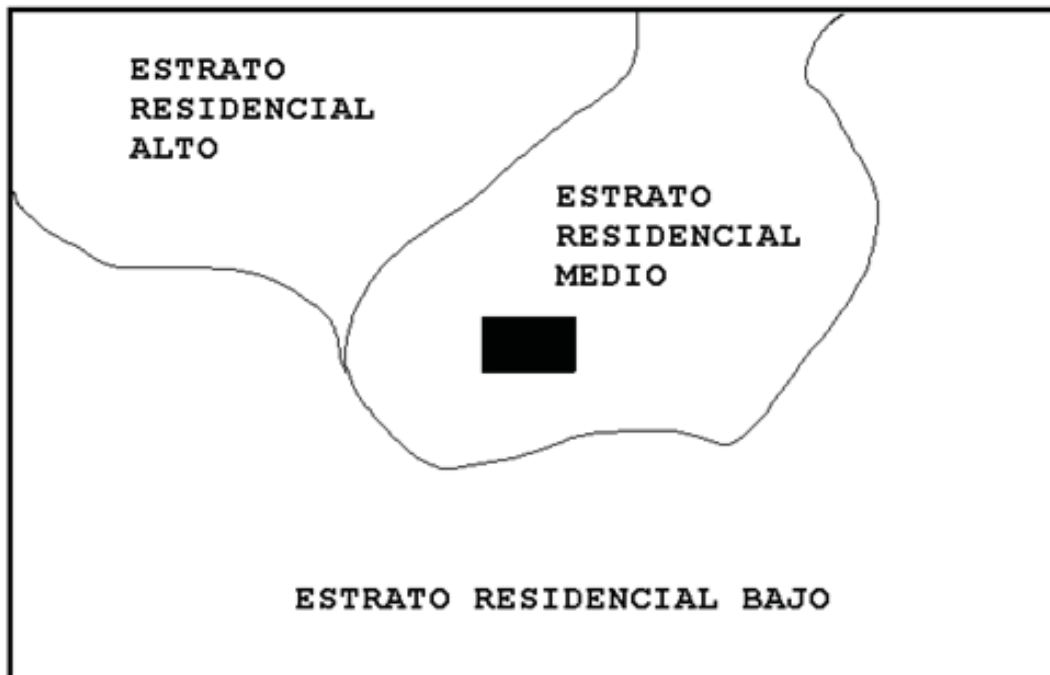 ESTRATO
RESIDENCIAL
ALTO
ESTRATO
RESIDENCIAL
MEDIO
ESTRATO RESIDENCIAL BAJO